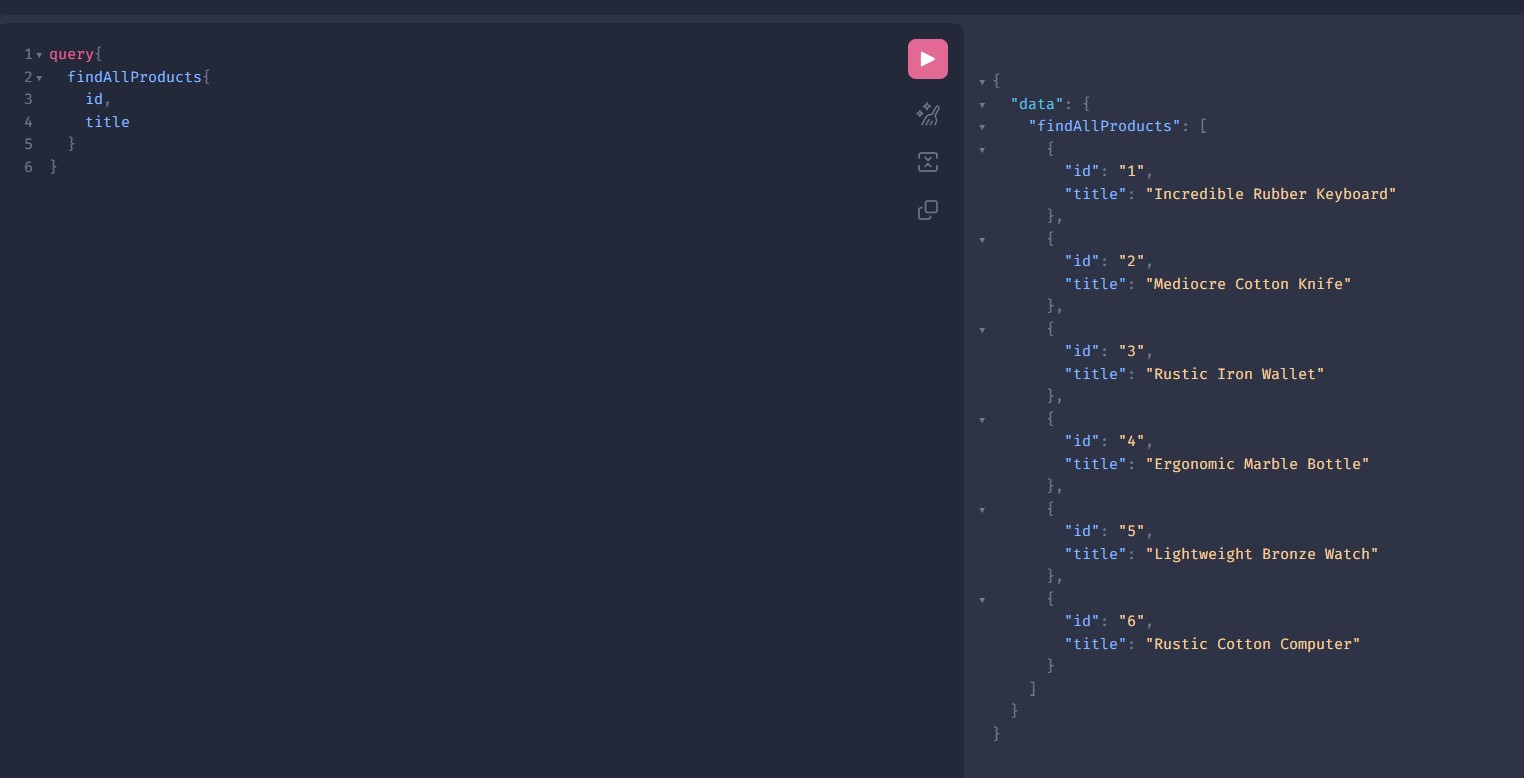 1 query{
2   findAllProducts{
3     id,
4     title
5   }
6 }
{
  "data": {
    "findAllProducts": [
      {
        "id": "1",
        "title": "Incredible Rubber Keyboard"
      },
      {
        "id": "2",
        "title": "Mediocre Cotton Knife"
      },
      {
        "id": "3",
        "title": "Rustic Iron Wallet"
      },
      {
        "id": "4",
        "title": "Ergonomic Marble Bottle"
      },
      {
        "id": "5",
        "title": "Lightweight Bronze Watch"
      },
      {
        "id": "6",
        "title": "Rustic Cotton Computer"
      }
    ]
  }
}